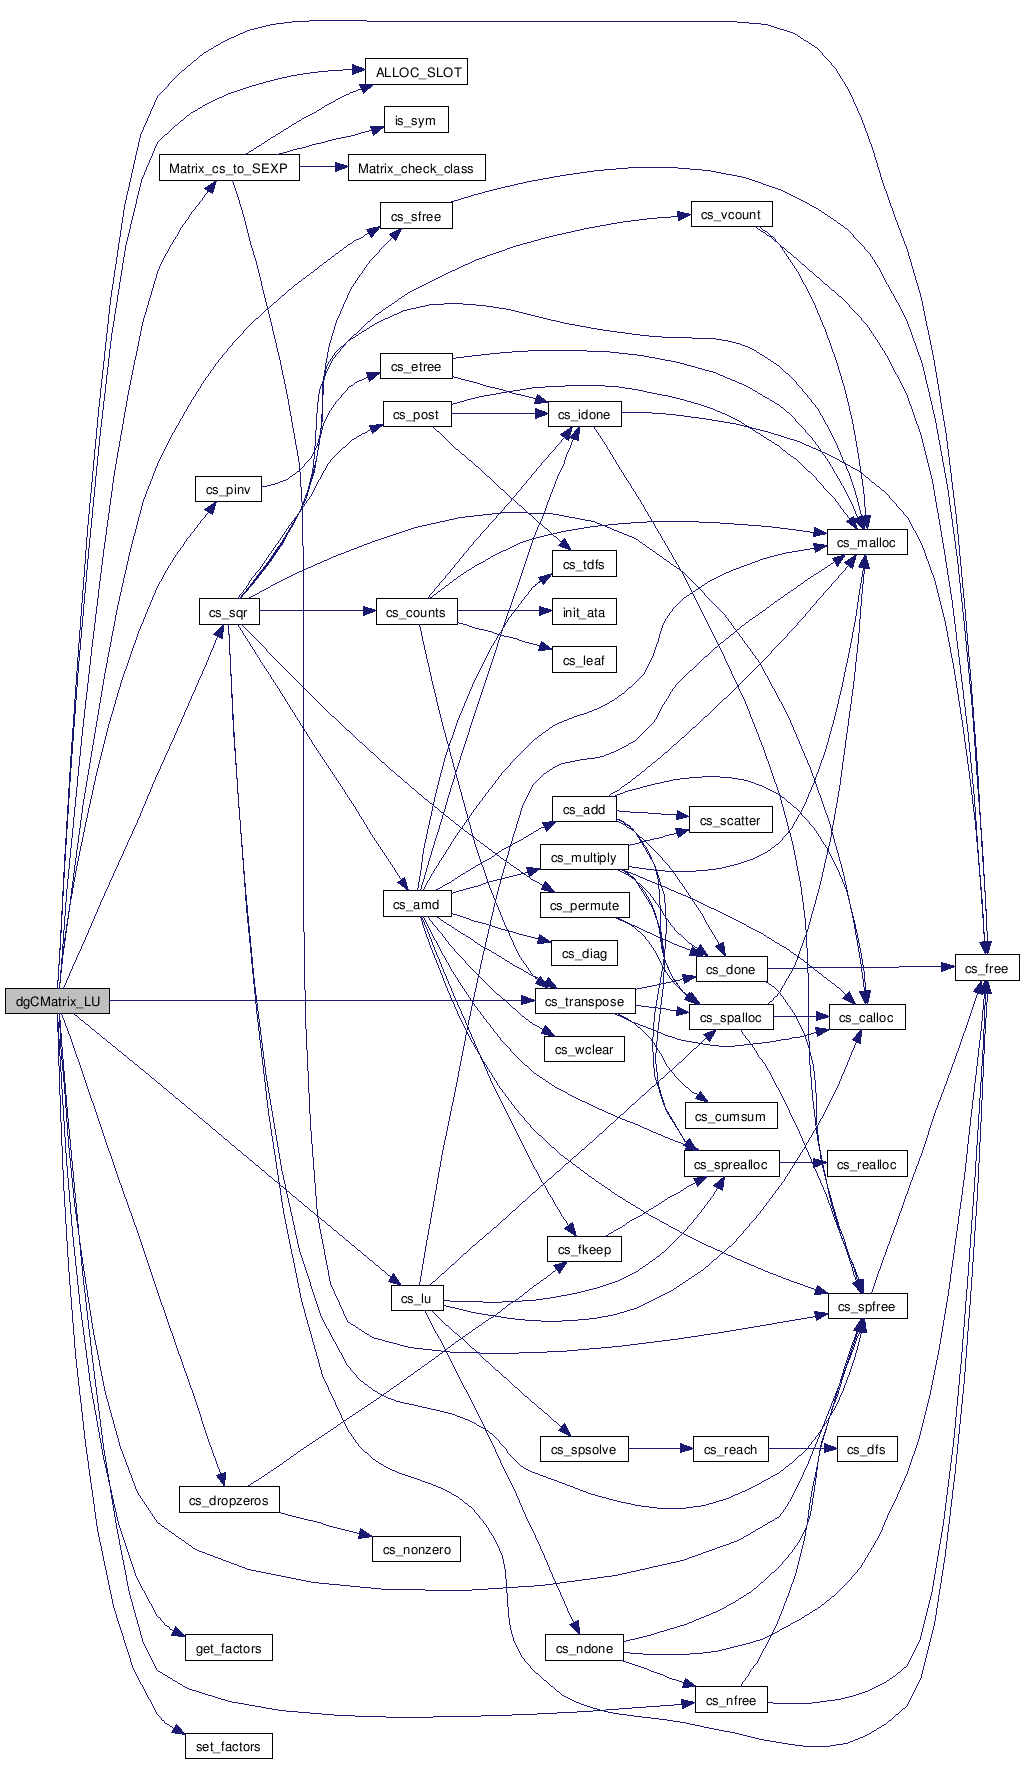 ALLOC_SLOT
is_sym
Matrix_cs_to_SEXP
Matrix_check_class
cs_sfree
cs_vcount
cs_etree
cs_post
cs_idone
cs_pinv
cs_malloc
cs_tdfs
cs_sqr
cs_counts
init_ata
cs_leaf
cs_add
cs_scatter
cs_multiply
cs_amd
cs_permute
cs_diag
cs_done
cs_free
dgCMatrix_LU
cs_transpose
cs_spalloc
cs_calloc
cs_wclear
cs_cumsum
cs_sprealloc
cs_realloc
cs_fkeep
cs_lu
cs_spfree
cs_spsolve
cs_reach
cs_dfs
cs_dropzeros
cs_nonzero
get_factors
cs_ndone
cs_nfree
set_factors